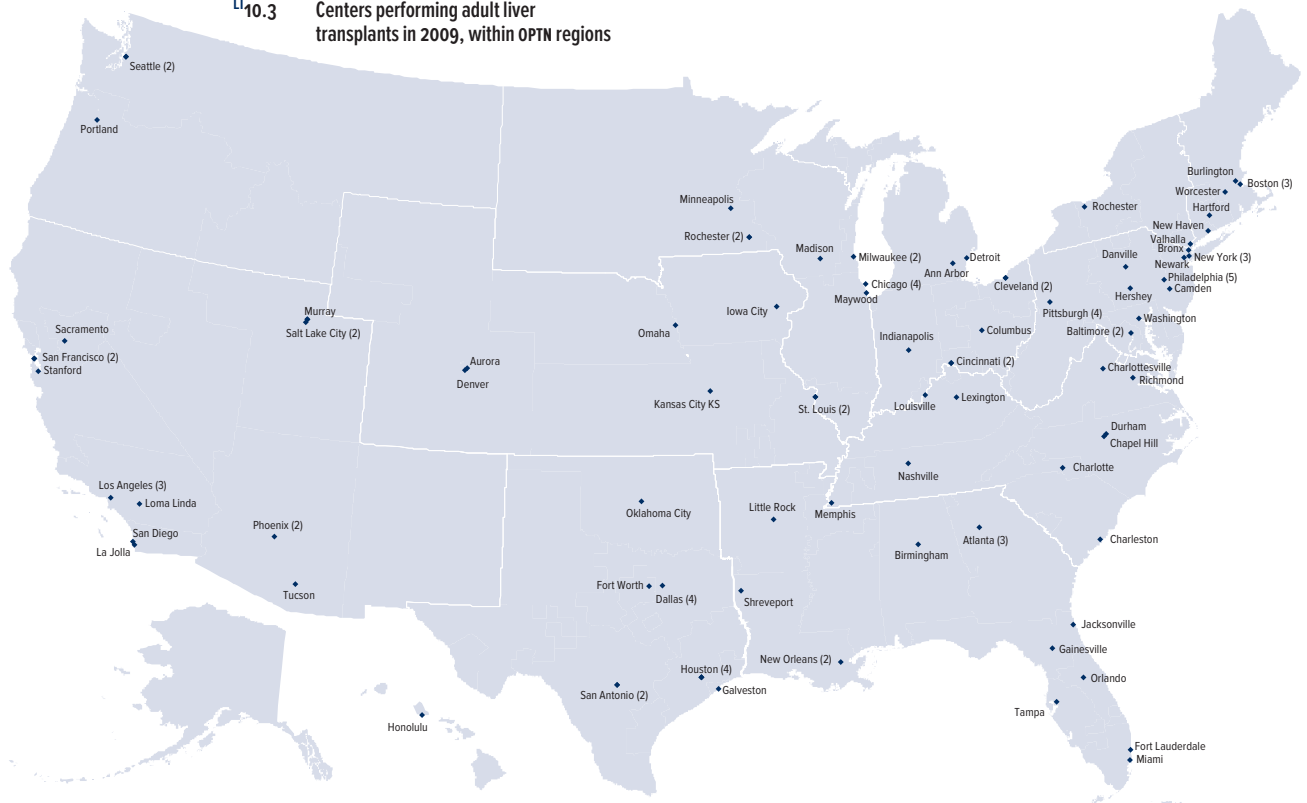 LI10.3 Centers performing adult liver
transplants in 2009, within OPTN regions
Seattle (2)
Portland
Minneapolis
Rochester (2)
Madison
Milwaukee (2)
Chicago (4)
Maywood
Ann Arbor
Detroit
Cleveland (2)
Rochester
Burlington
Boston (3)
Worcester
Hartford
New Haven
Valhalla
Bronx
New York (3)
Newark
Danville
Philadelphia (5)
Camden
Hershey
Pittsburgh (4)
Washington
Baltimore (2)
Charlottesville
Richmond
Murray
Salt Lake City (2)
Sacramento
San Francisco (2)
Stanford
Aurora
Denver
Omaha
Iowa City
Kansas City KS
St. Louis (2)
Indianapolis
Columbus
Cincinnati (2)
Louisville
Lexington
Durham
Chapel Hill
Charlotte
Nashville
Los Angeles (3)
Loma Linda
San Diego
La Jolla
Phoenix (2)
Tucson
Oklahoma City
Little Rock
Memphis
Birmingham
Atlanta (3)
Charleston
Fort Worth
Dallas (4)
Shreveport
Jacksonville
Gainesville
Orlando
Tampa
Fort Lauderdale
Miami
New Orleans (2)
Houston (4)
Galveston
San Antonio (2)
Honolulu